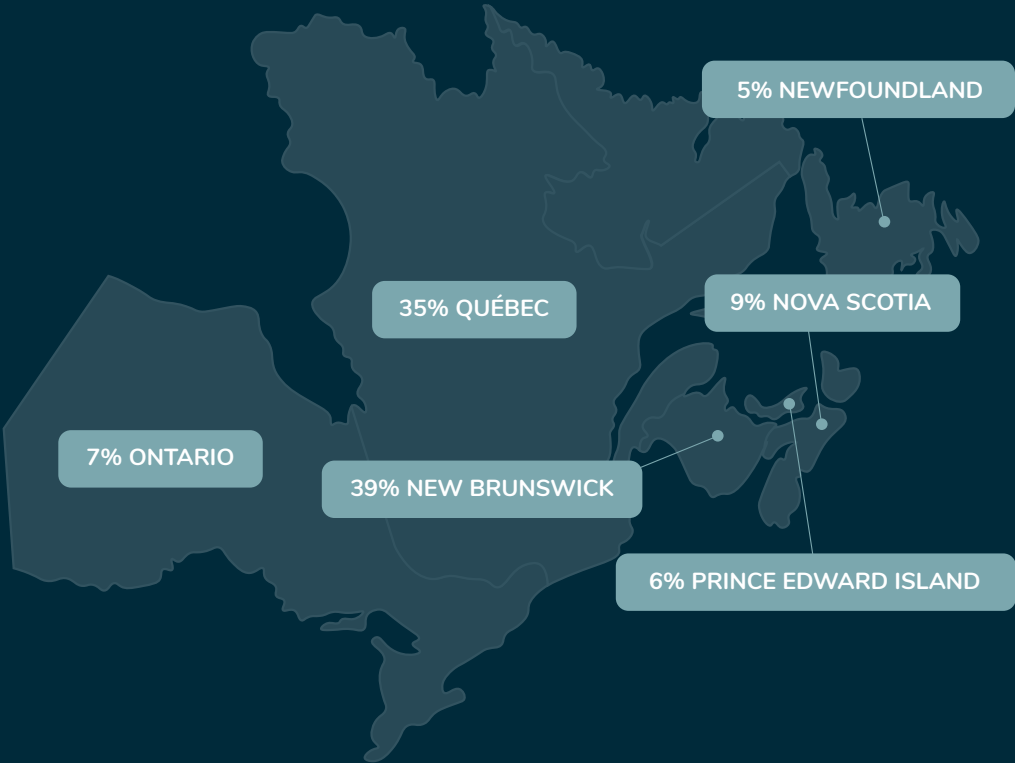 5% NEWFOUNDLAND
9% NOVA SCOTIA
35% QUÉBEC
7% ONTARIO
39% NEW BRUNSWICK
6% PRINCE EDWARD ISLAND